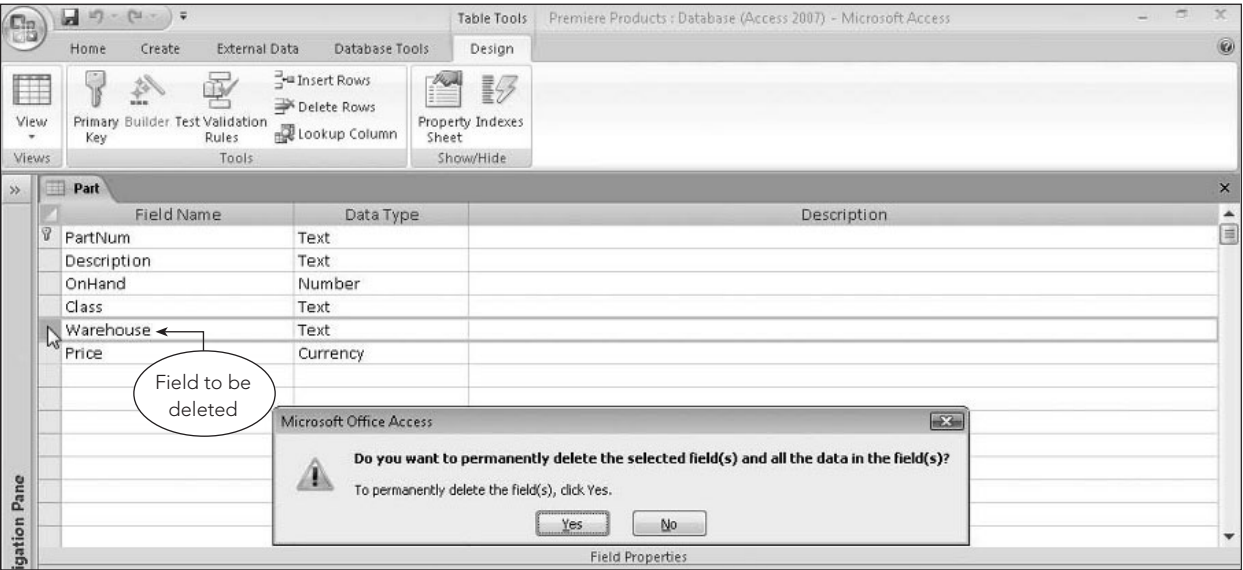 Table Tools Premiere Products : Database (Access 2007) - Microsoft Access
Home Create External Data Database Tools Design
View
Views
Primary Key
Builder
Test Validation Rules
Insert Rows
Delete Rows
Lookup Column
Tools
Property Sheet
Indexes
Show/Hide
Part
Field Name Data Type Description
PartNum Text
Description Text
OnHand Number
Class Text
Warehouse Text
Price Currency
Field to be
deleted
Microsoft Office Access
Do you want to permanently delete the selected field(s) and all the data in the field(s)?
To permanently delete the field(s), click Yes.
Yes No
igation Pane
Field Properties